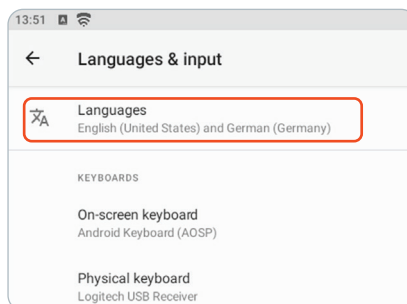 13:51
Languages & input
Languages
English (United States) and German (Germany)
KEYBOARDS
On-screen keyboard
Android Keyboard (AOSP)
Physical keyboard
Logitech USB Receiver